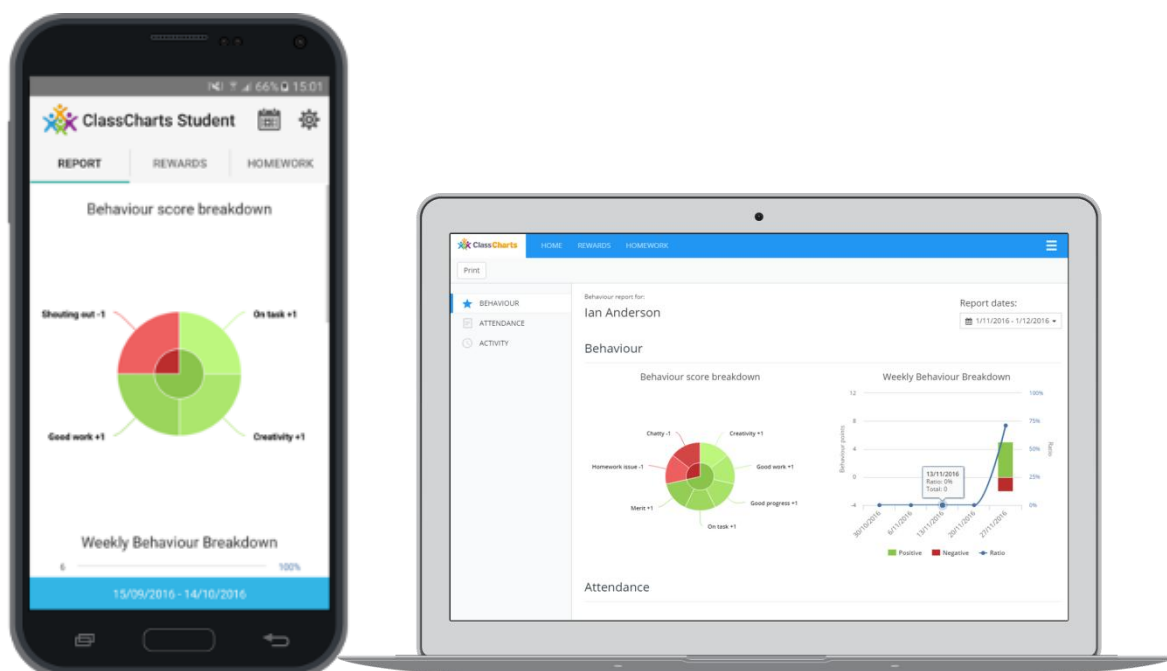 66% 15:01
ClassCharts Student
REPORT REWARDS HOMEWORK
Behaviour score breakdown
Shouting out -1
On task +1
Good work +1
Creativity +1
Weekly Behaviour Breakdown
6 100%
15/09/2016 - 14/10/2016
ClassCharts HOME REWARDS HOMEWORK
Print
BEHAVIOUR
ATTENDANCE
ACTIVITY
Behaviour report for:
Ian Anderson
Report dates:
1/11/2016 - 1/12/2016
Behaviour
Behaviour score breakdown
Chatty -1
Creativity +1
Homework issue -1
Good work +1
Merit +1
Good progress +1
On task +1
Weekly Behaviour Breakdown
12 100%
8 75%
4 50%
0 25%
-4 0%
Behaviour points
Ratio
13/11/2016
Ratio: 0%
Total: 0
30/10/2016 6/11/2016 13/11/2016 20/11/2016 27/11/2016
Positive Negative Ratio
Attendance